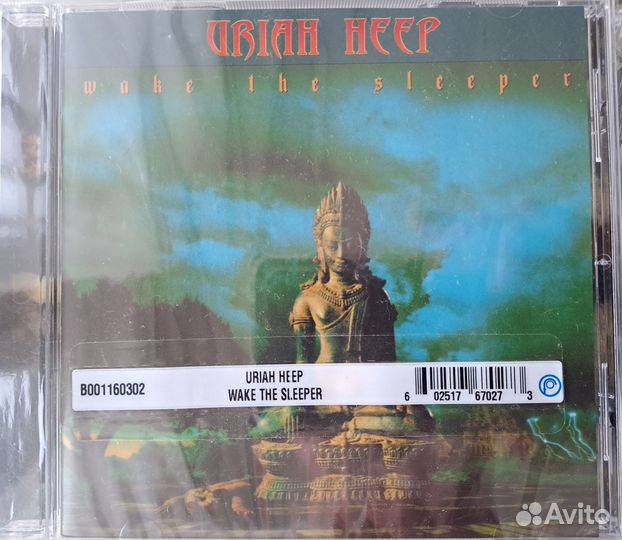 URIAH HEEP
wake the sleeper
B001160302
URIAH HEEP
WAKE THE SLEEPER
6 02517 67027 3
Avito